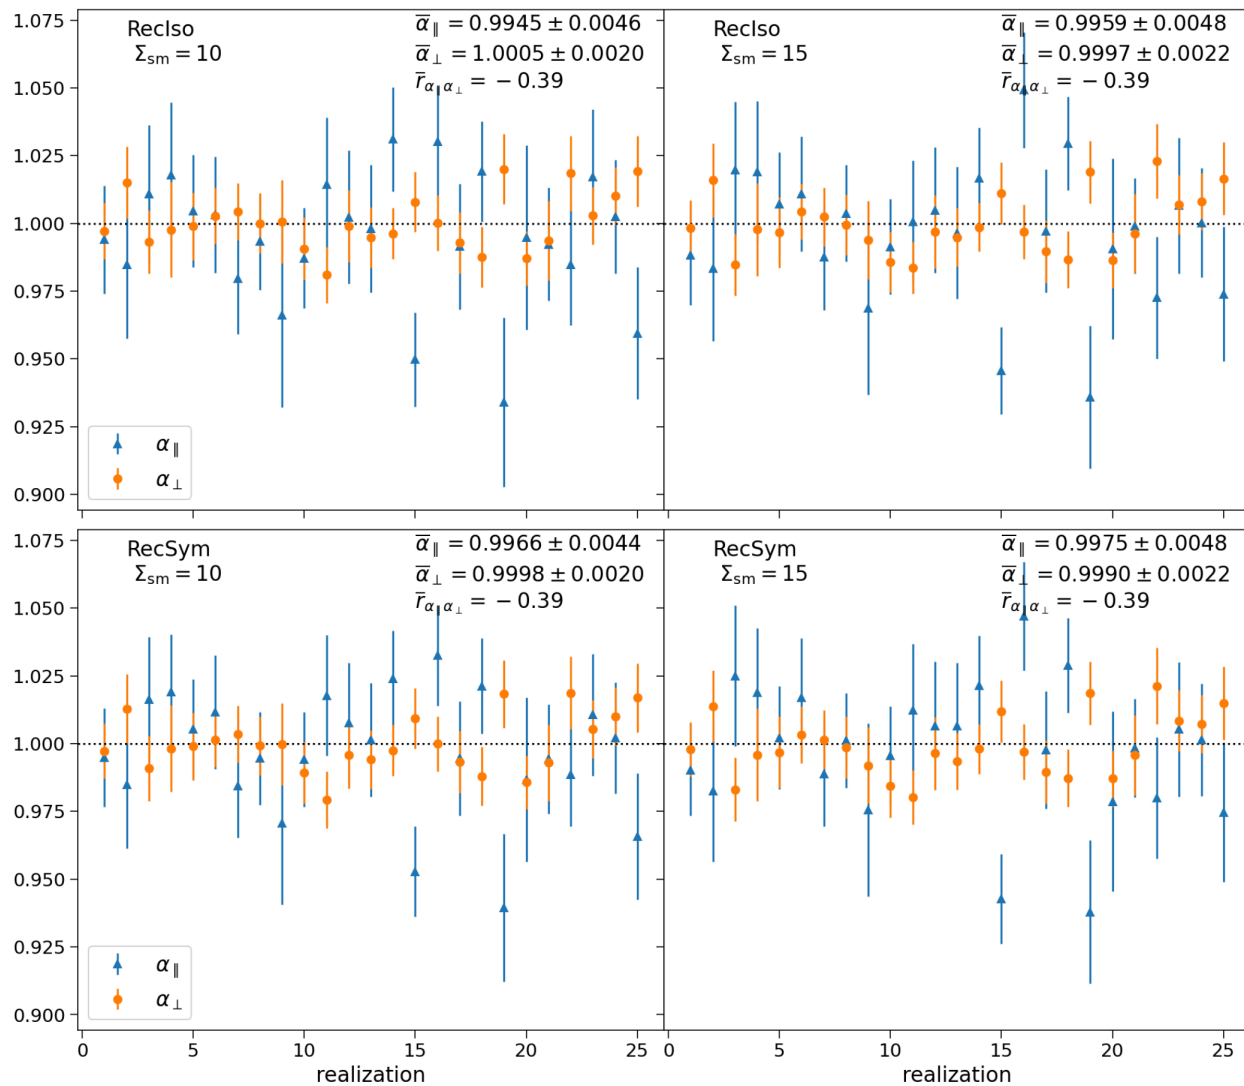 RecIso
Σsm = 10
α̅∥ = 0.9945 ± 0.0046
α̅⊥ = 1.0005 ± 0.0020
r̅α∥α⊥ = −0.39
1.075
1.050
1.025
1.000
0.975
0.950
0.925
0.900
α∥
α⊥
RecIso
Σsm = 15
α̅∥ = 0.9959 ± 0.0048
α̅⊥ = 0.9997 ± 0.0022
r̅α∥α⊥ = −0.39
RecSym
Σsm = 10
α̅∥ = 0.9966 ± 0.0044
α̅⊥ = 0.9998 ± 0.0020
r̅α∥α⊥ = −0.39
1.075
1.050
1.025
1.000
0.975
0.950
0.925
0.900
α∥
α⊥
0 5 10 15 20 25
realization
RecSym
Σsm = 15
α̅∥ = 0.9975 ± 0.0048
α̅⊥ = 0.9990 ± 0.0022
r̅α∥α⊥ = −0.39
0 5 10 15 20 25
realization